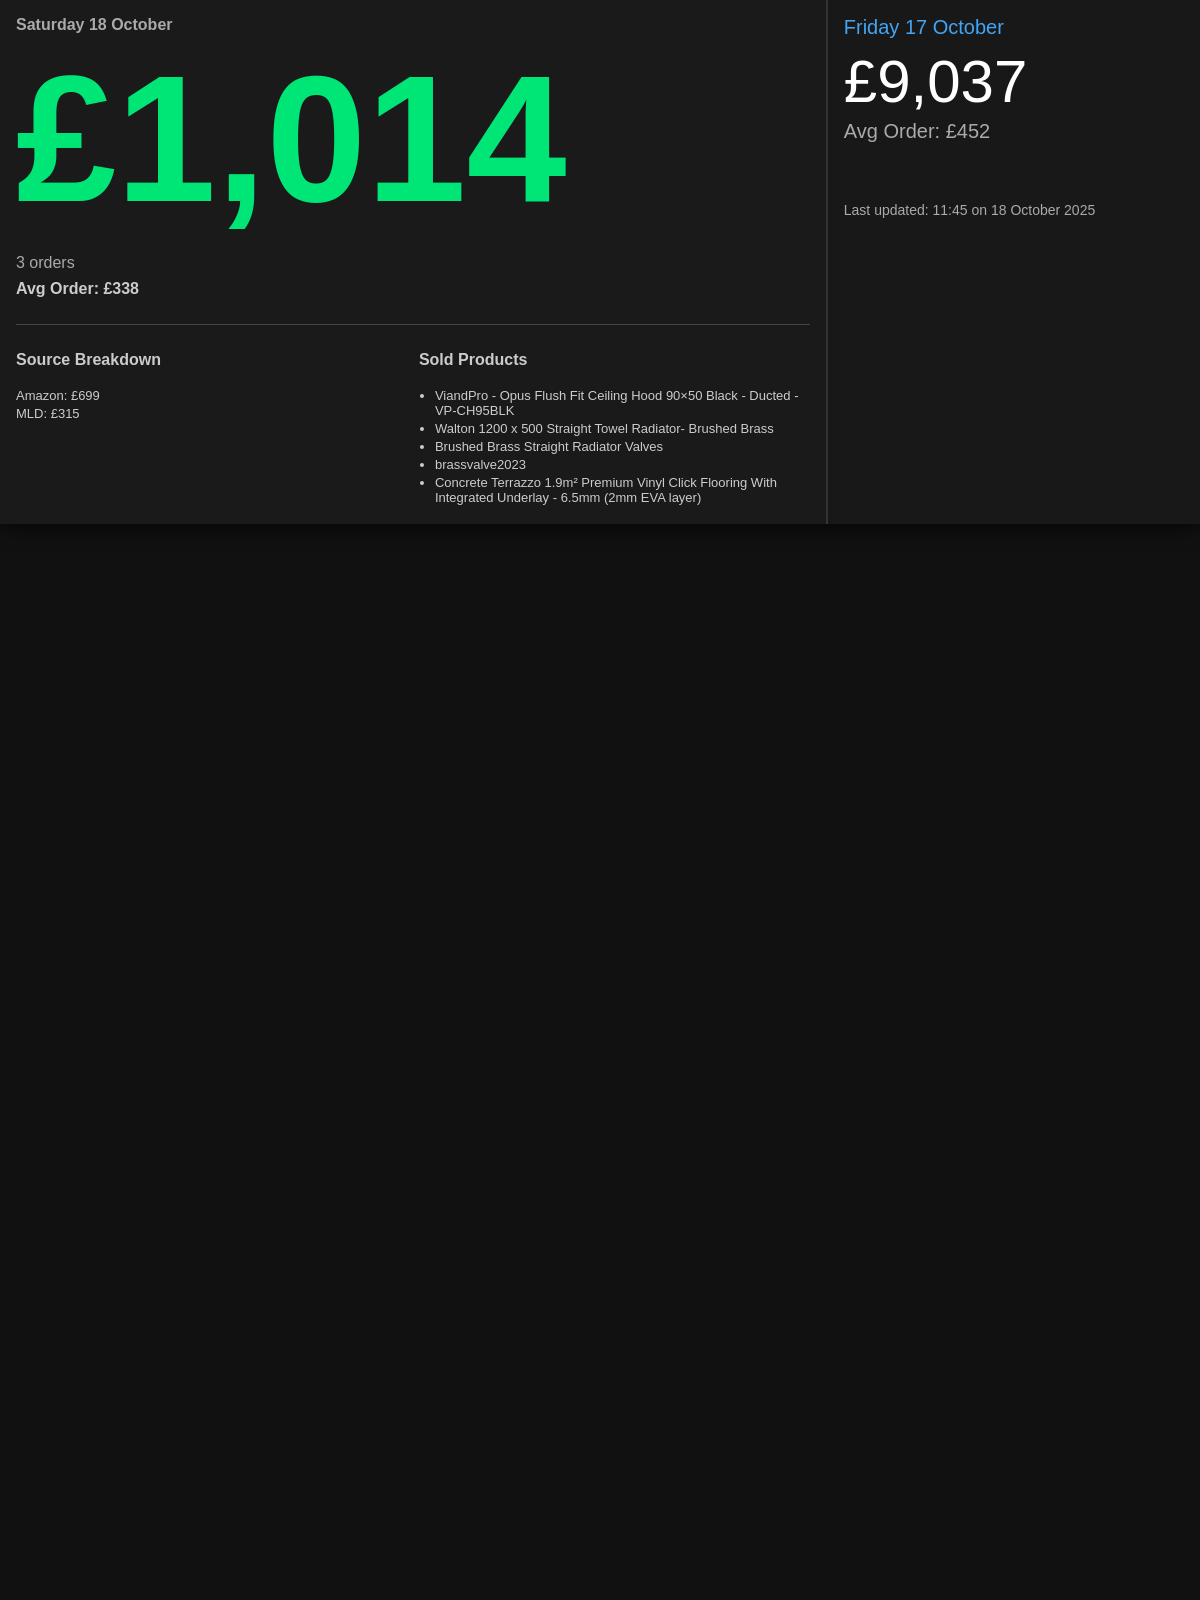 Saturday 18 October
£1,014
3 orders
Avg Order: £338
Source Breakdown
Amazon: £699
MLD: £315
Sold Products
• ViandPro - Opus Flush Fit Ceiling Hood 90×50 Black - Ducted -
VP-CH95BLK
• Walton 1200 x 500 Straight Towel Radiator- Brushed Brass
• Brushed Brass Straight Radiator Valves
• brassvalve2023
• Concrete Terrazzo 1.9m² Premium Vinyl Click Flooring With
Integrated Underlay - 6.5mm (2mm EVA layer)
Friday 17 October
£9,037
Avg Order: £452
Last updated: 11:45 on 18 October 2025